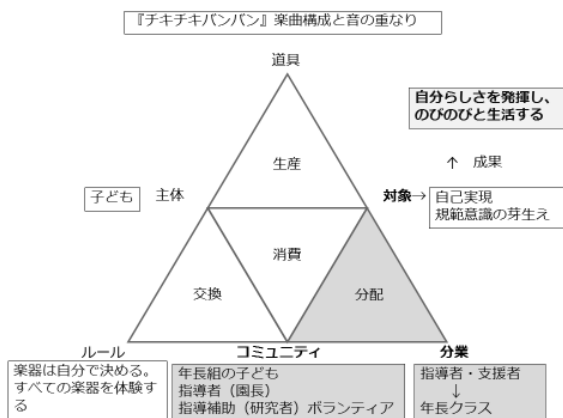 『チキチキバンバン』楽曲構成と音の重なり
道具
自分らしさを発揮し、
のびのびと生活する
生産
↑ 成果
子ども
主体
対象→
自己実現
規範意識の芽生え
消費
交換
分配
ルール
コミュニティ
分業
楽器は自分で決める。
すべての楽器を体験す
る
年長組の子ども
指導者（園長）
指導補助（研究者）ボランティア
指導者・支援者
↓
年長クラス